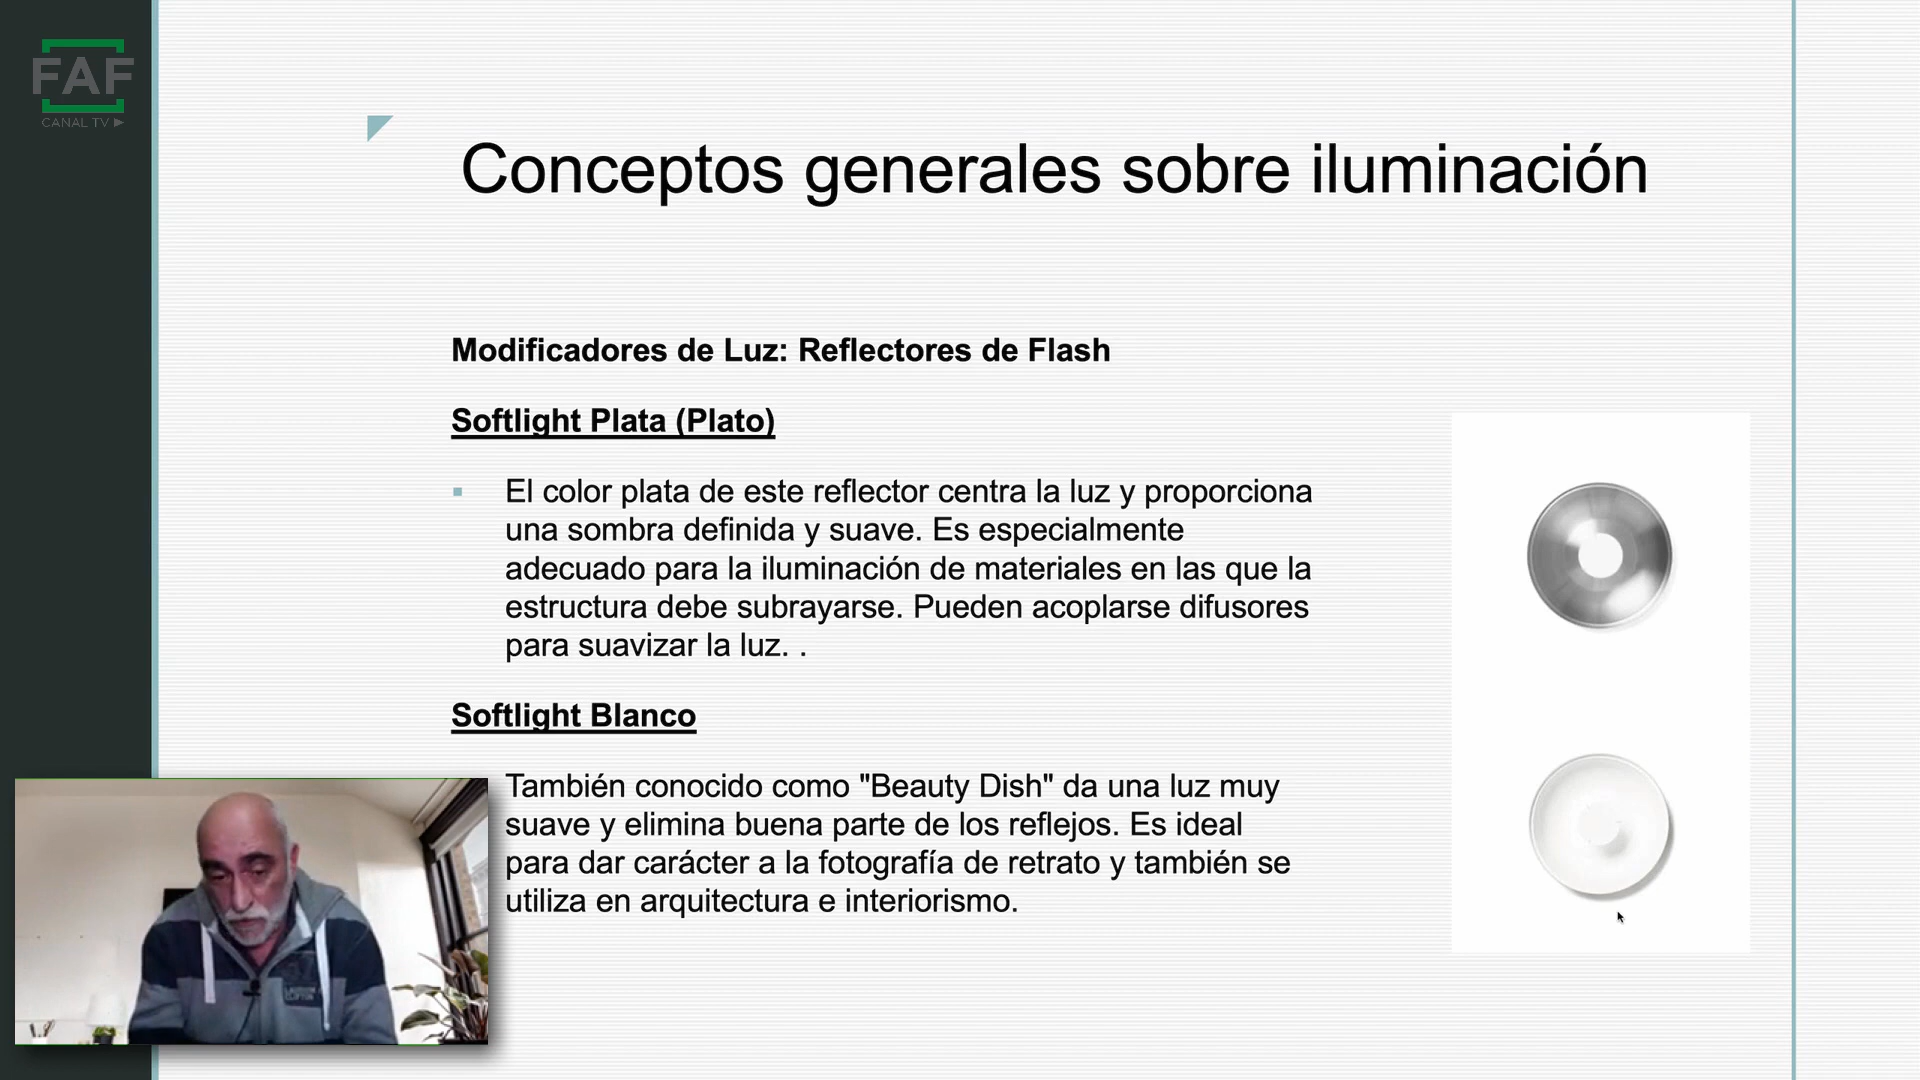 FAF
CANAL TV
Conceptos generales sobre iluminación
Modificadores de Luz: Reflectores de Flash
Softlight Plata (Plato)
El color plata de este reflector centra la luz y proporciona
una sombra definida y suave. Es especialmente
adecuado para la iluminación de materiales en las que la
estructura debe subrayarse. Pueden acoplarse difusores
para suavizar la luz. .
Softlight Blanco
También conocido como "Beauty Dish" da una luz muy
suave y elimina buena parte de los reflejos. Es ideal
para dar carácter a la fotografía de retrato y también se
utiliza en arquitectura e interiorismo.